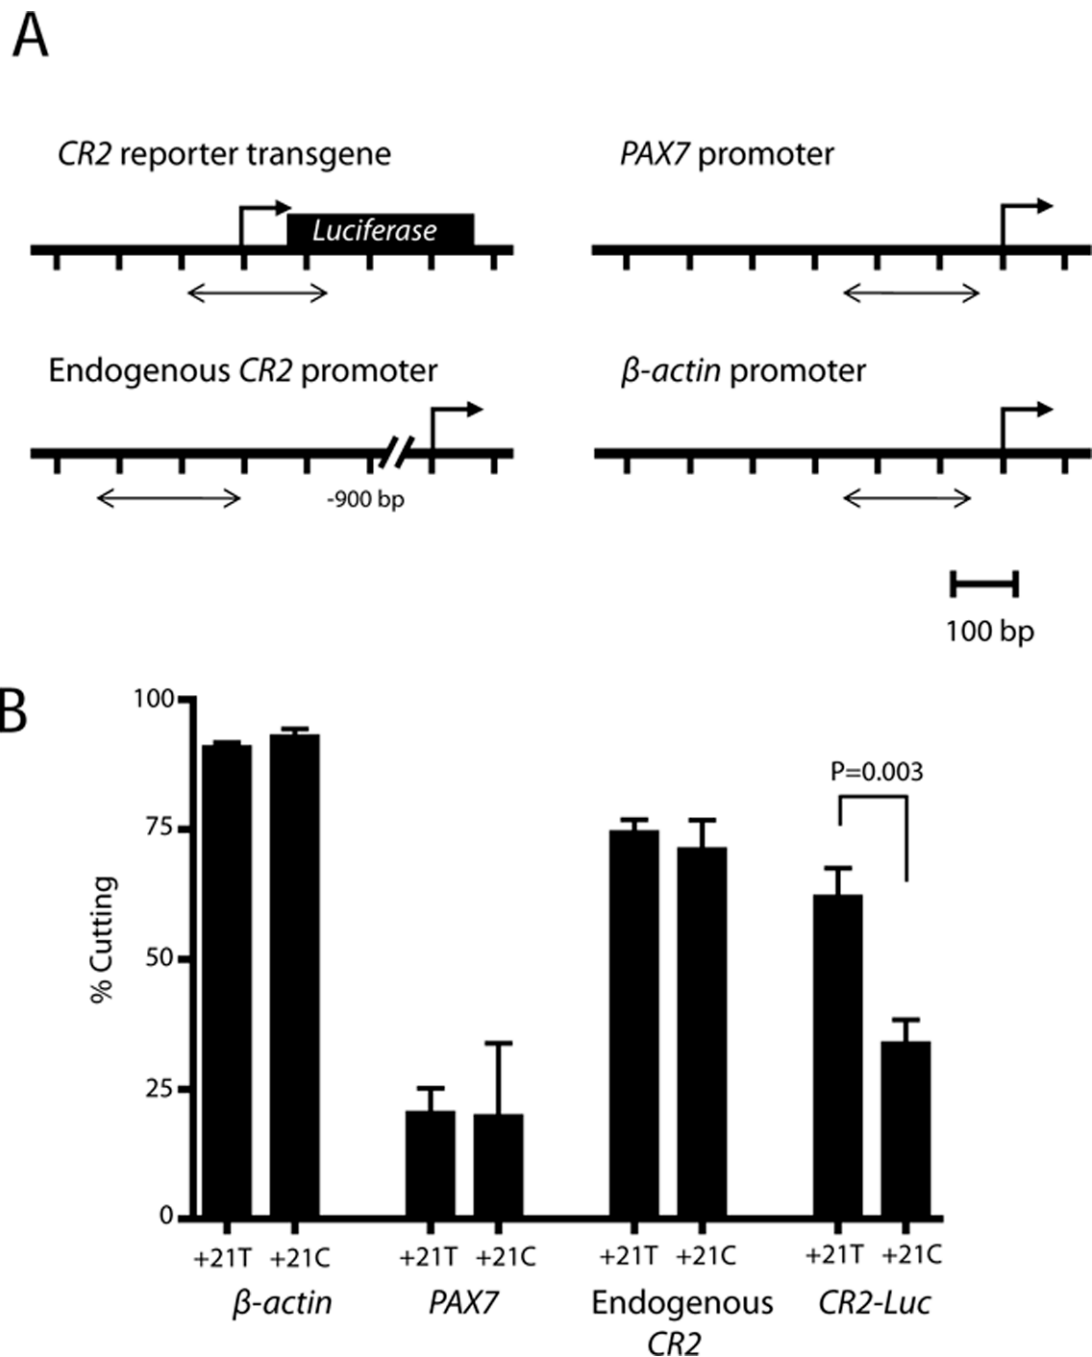 A
CR2 reporter transgene
PAX7 promoter
Luciferase
Endogenous CR2 promoter
β-actin promoter
-900 bp
100 bp
B
100
75
50
25
0
% Cutting
P=0.003
+21T +21C +21T +21C +21T +21C +21T +21C
β-actin PAX7 Endogenous CR2-Luc
CR2